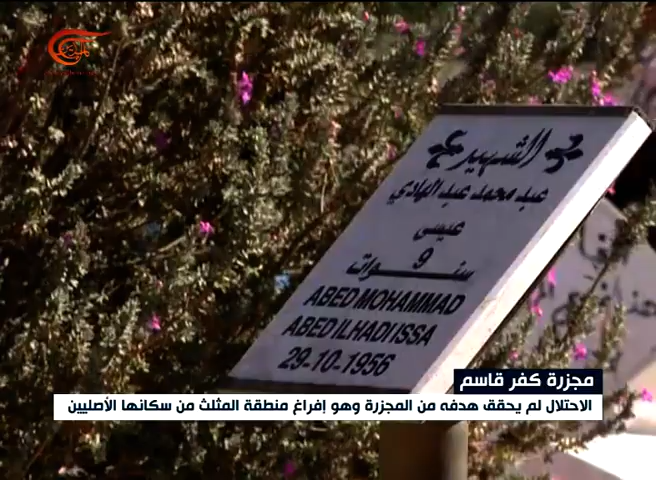 الشهيد
عبد محمد عبد الهادي
عيسى
9
سنوات
ABED MOHAMMAD
ABED ILHADI ISSA
29-10-1956
مجزرة كفر قاسم
الاحتلال لم يحقق هدفه من المجزرة وهو إفراغ منطقة المثلث من سكانها الأصليين